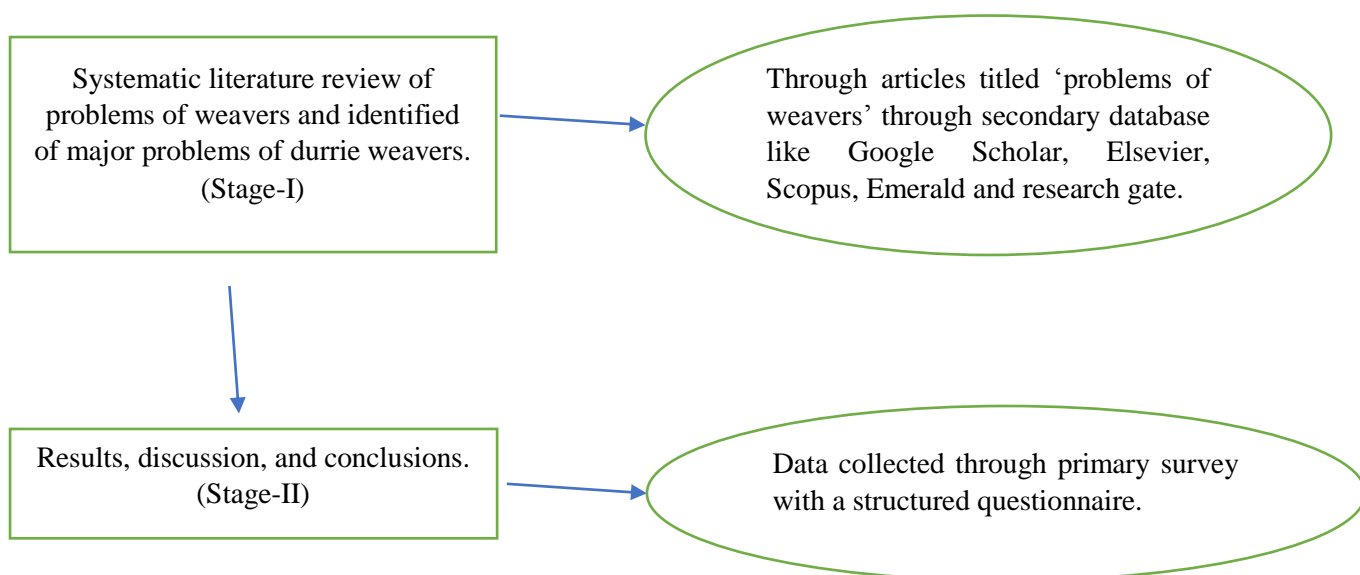 Systematic literature review of
problems of weavers and identified
of major problems of durrie weavers.
(Stage-I)
Through articles titled ‘problems of
weavers’ through secondary database
like Google Scholar, Elsevier,
Scopus, Emerald and research gate.
Results, discussion, and conclusions.
(Stage-II)
Data collected through primary survey
with a structured questionnaire.